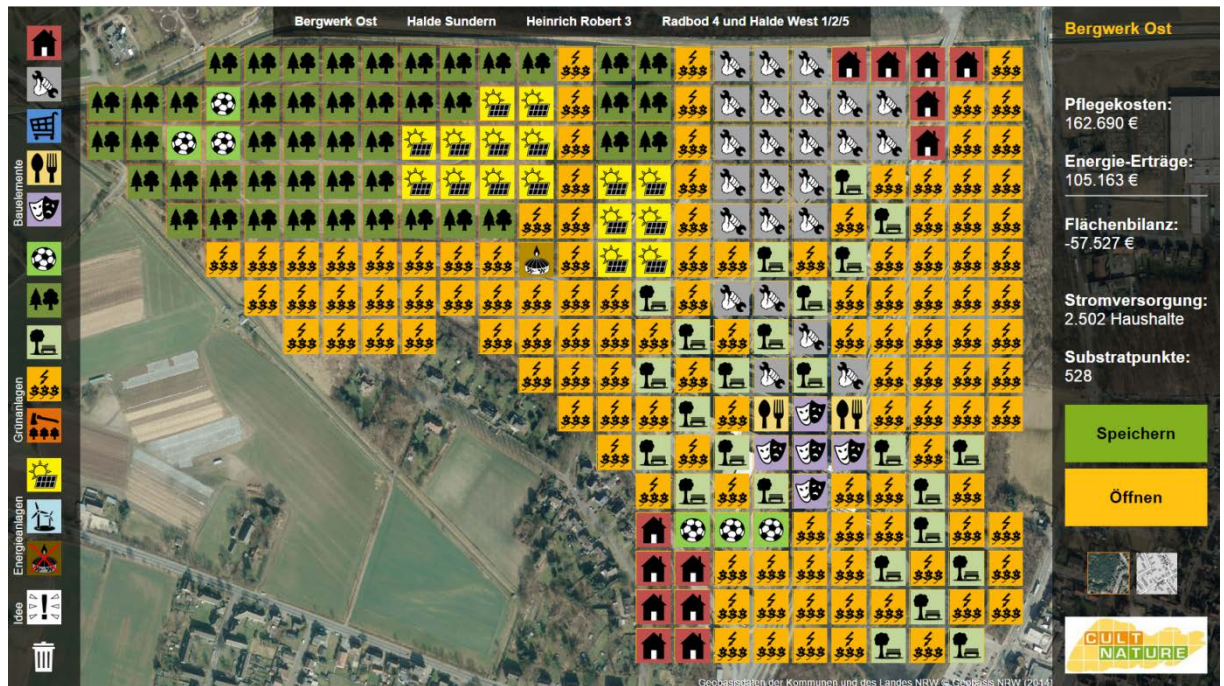 Bergwerk Ost Halde Sundern Heinrich Robert 3 Radbod 4 und Halde West 1/2/5
Bauelemente
Grünanlagen
Energieanlagen
Idee
Bergwerk Ost
Pflegekosten:
162.690 €
Energie-Erträge:
105.163 €
Flächenbilanz:
-57.527 €
Stromversorgung:
2.502 Haushalte
Substratpunkte:
528
Speichern
Öffnen
CULT
NATURE
Geobasisdaten der Kommunen und des Landes NRW © Geobasis NRW (2014)